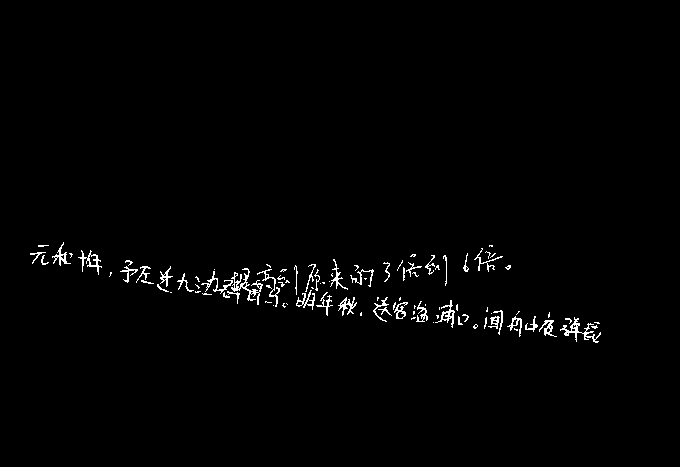 元和十年，予左迁九江郡司马。明年秋，送客湓浦口。闻舟中夜弹琵
提高到原来的3倍到6倍。